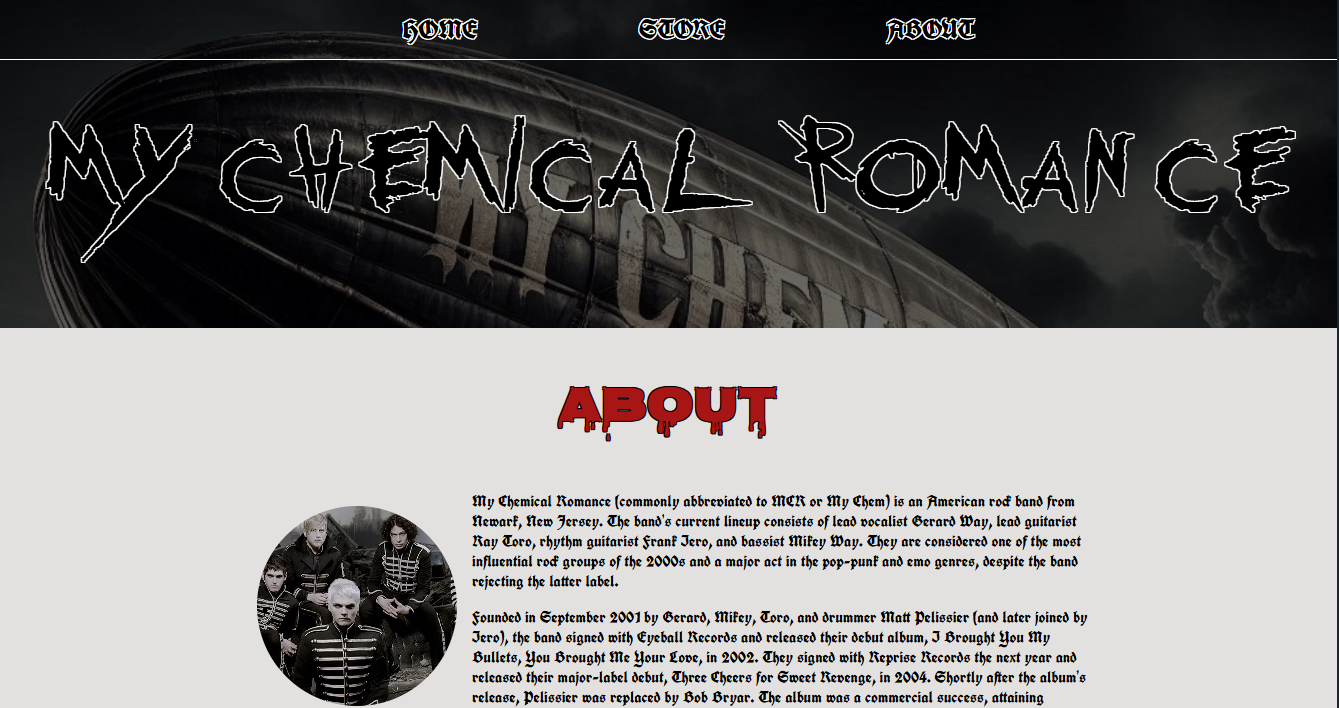 HOME STORE ABOUT
MY CHEMICAL ROMANCE
MY CHEM
ABOUT
My Chemical Romance (commonly abbreviated to MCR or My Chem) is an American rock band from
Newark, New Jersey. The band's current lineup consists of lead vocalist Gerard Way, lead guitarist
Ray Toro, rhythm guitarist Frank Iero, and bassist Mikey Way. They are considered one of the most
influential rock groups of the 2000s and a major act in the pop-punk and emo genres, despite the band
rejecting the latter label.
Founded in September 2001 by Gerard, Mikey, Toro, and drummer Matt Pelissier (and later joined by
Iero), the band signed with Eyeball Records and released their debut album, I Brought You My
Bullets, You Brought Me Your Love, in 2002. They signed with Reprise Records the next year and
released their major-label debut, Three Cheers for Sweet Revenge, in 2004. Shortly after the album's
release, Pelissier was replaced by Bob Bryar. The album was a commercial success, attaining